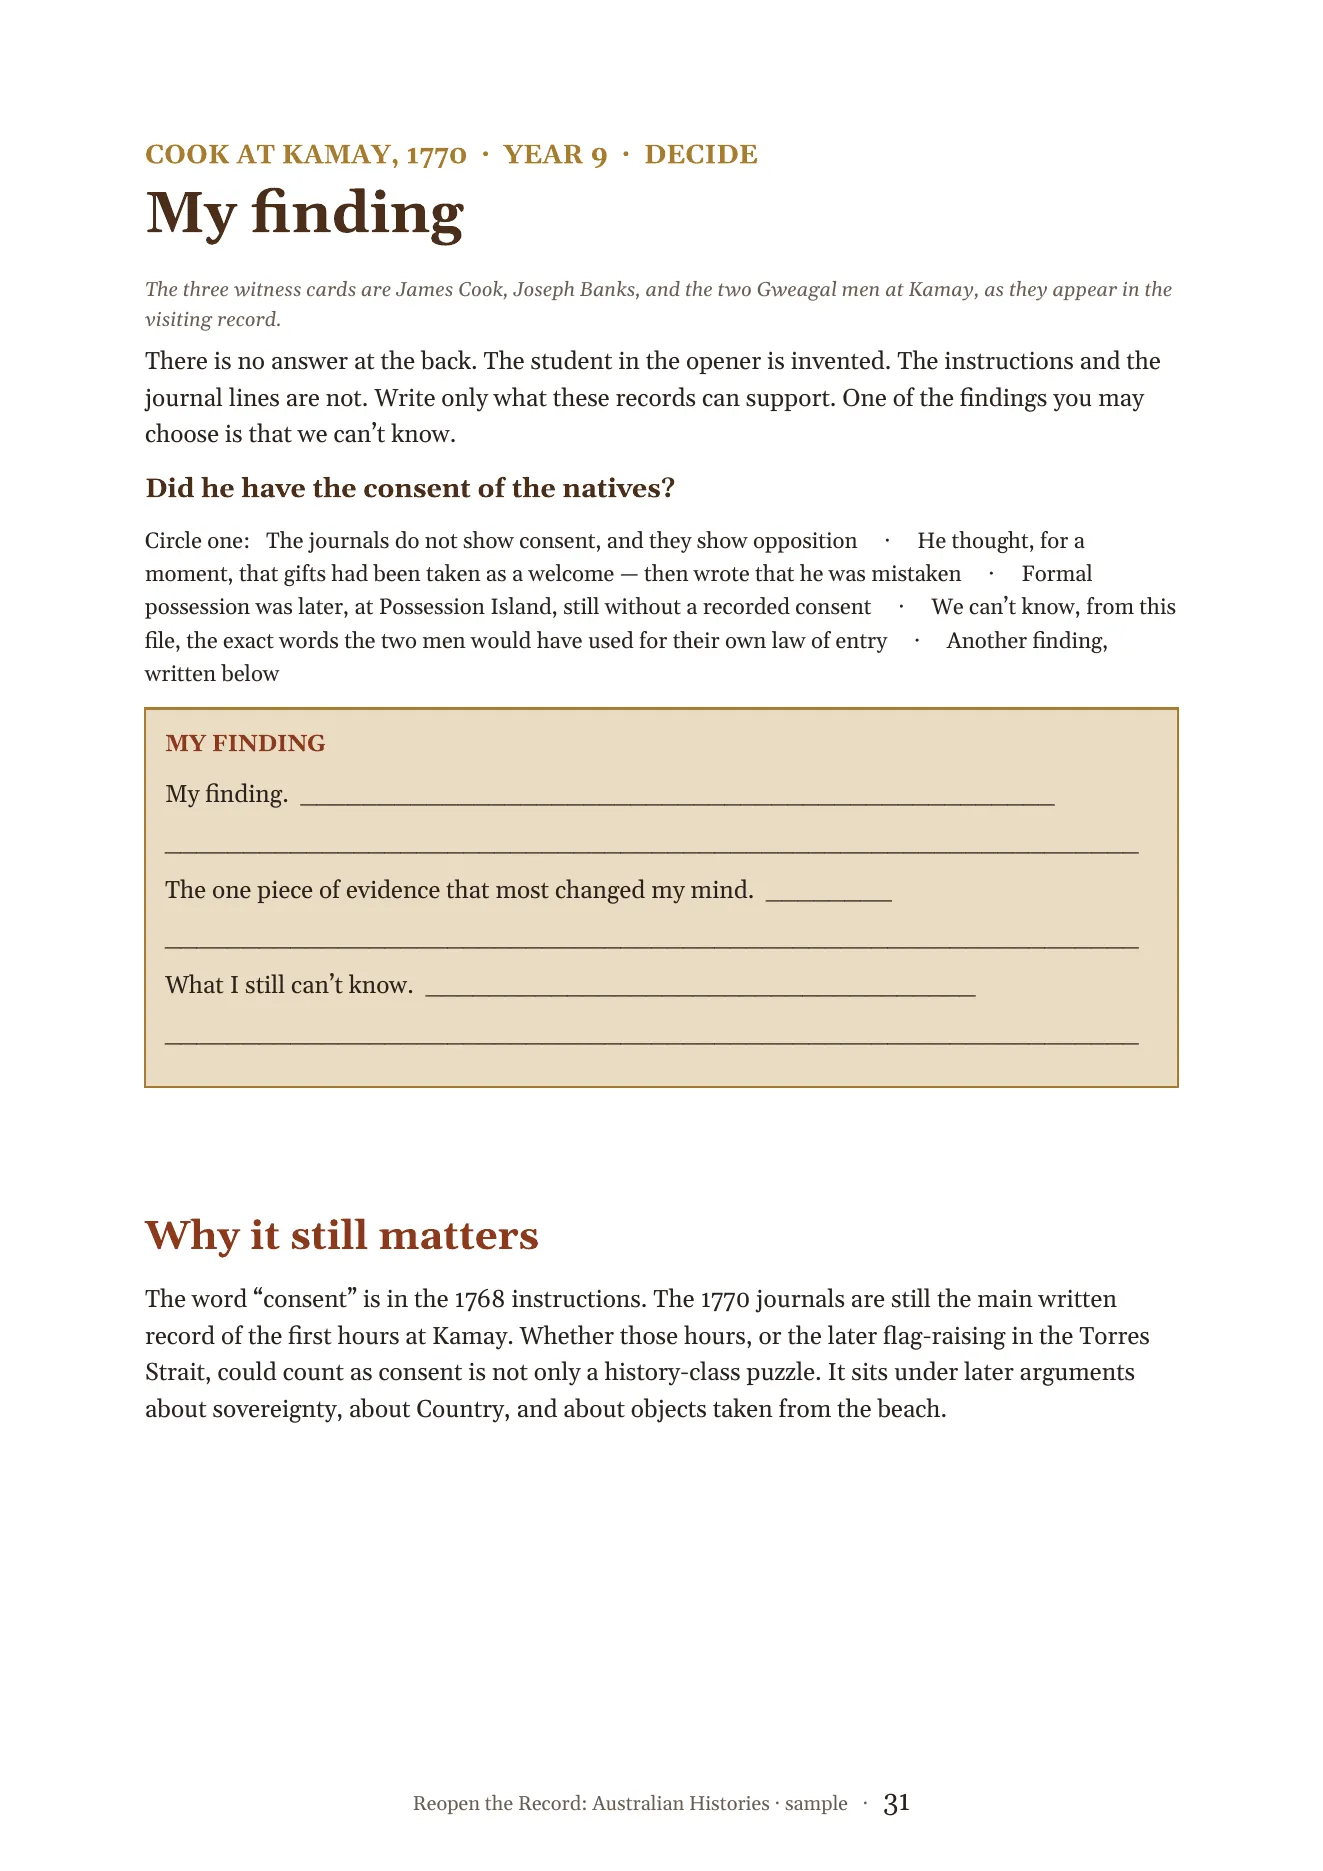 COOK AT KAMAY, 1770 · YEAR 9 · DECIDE
My finding
The three witness cards are James Cook, Joseph Banks, and the two Gweagal men at Kamay, as they appear in the
visiting record.
There is no answer at the back. The student in the opener is invented. The instructions and the
journal lines are not. Write only what these records can support. One of the findings you may
choose is that we can’t know.
Did he have the consent of the natives?
Circle one: The journals do not show consent, and they show opposition · He thought, for a
moment, that gifts had been taken as a welcome — then wrote that he was mistaken · Formal
possession was later, at Possession Island, still without a recorded consent · We can’t know, from this
file, the exact words the two men would have used for their own law of entry · Another finding,
written below
MY FINDING
My finding. ________________________________________________
______________________________________________________________
The one piece of evidence that most changed my mind. ________
______________________________________________________________
What I still can’t know. ___________________________________
______________________________________________________________
Why it still matters
The word “consent” is in the 1768 instructions. The 1770 journals are still the main written
record of the first hours at Kamay. Whether those hours, or the later flag-raising in the Torres
Strait, could count as consent is not only a history-class puzzle. It sits under later arguments
about sovereignty, about Country, and about objects taken from the beach.
Reopen the Record: Australian Histories · sample · 31